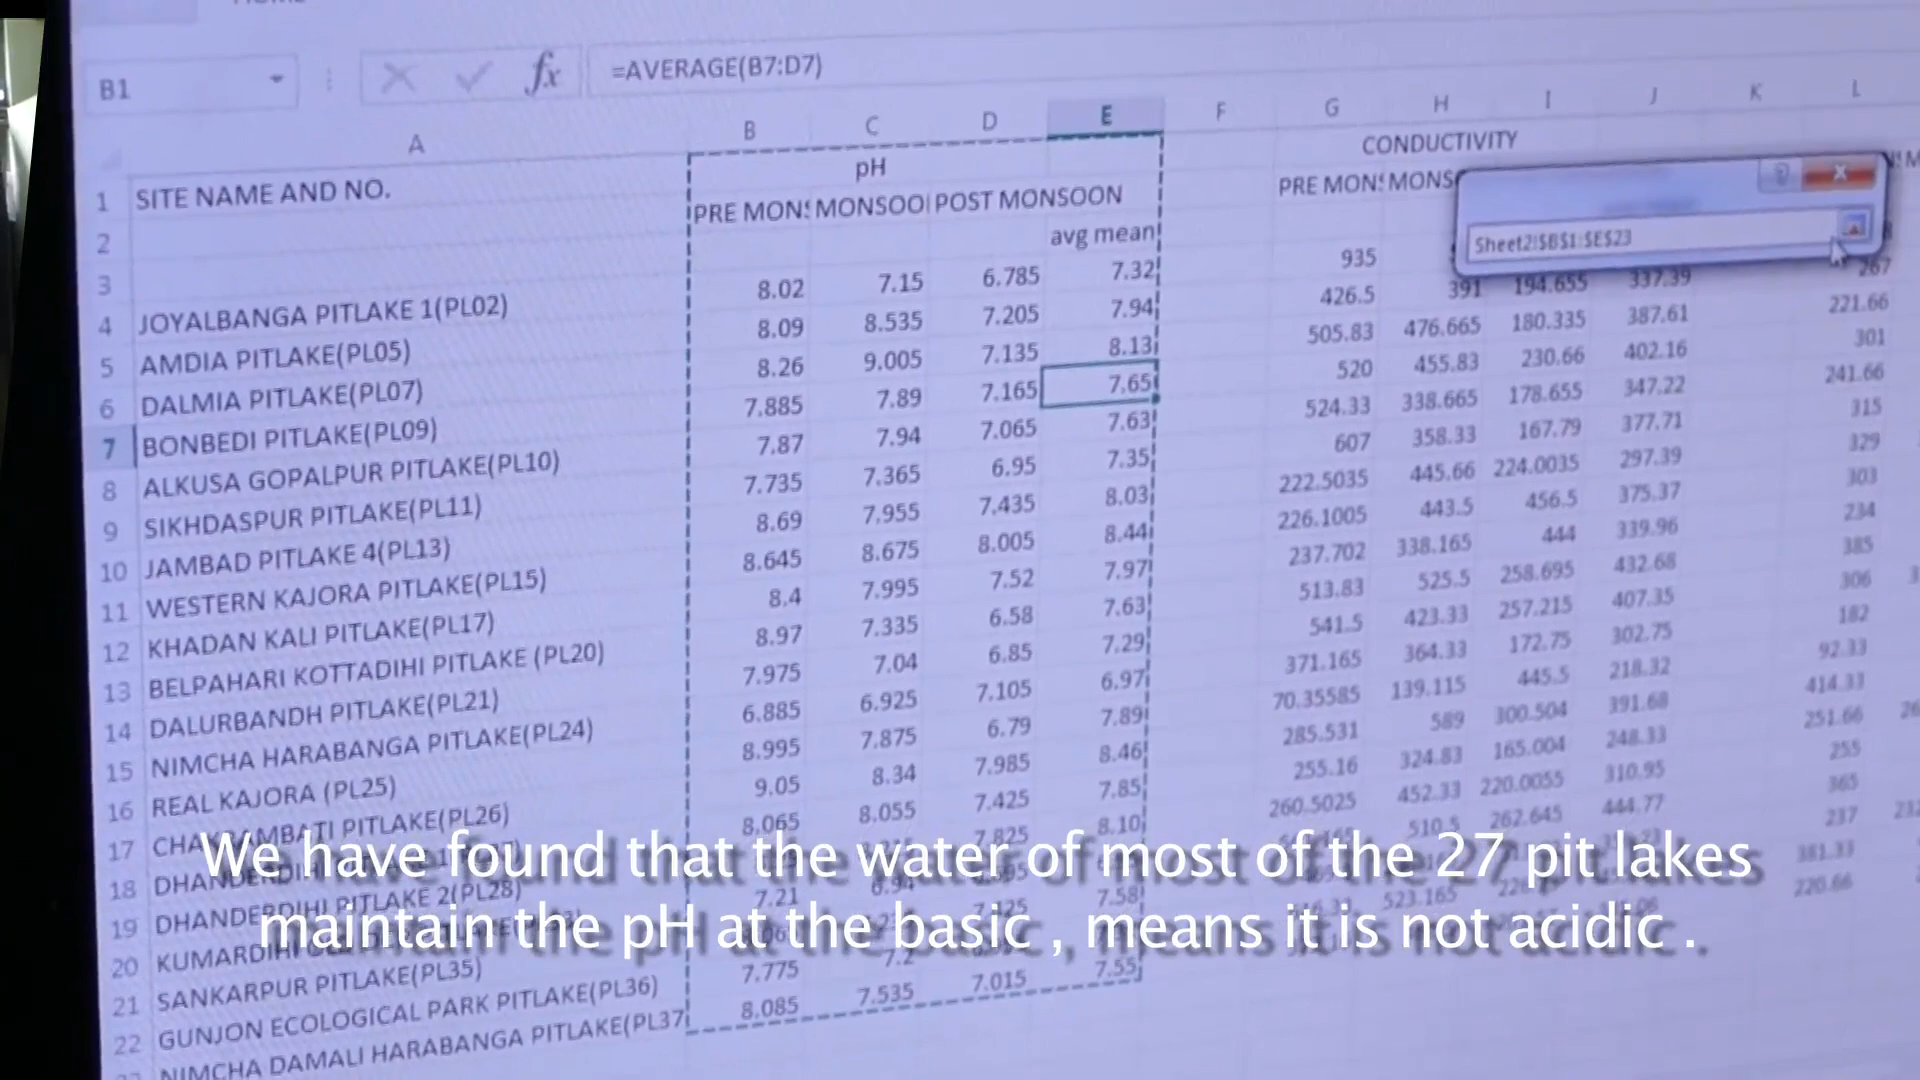 B1 =AVERAGE(B7:D7)
A B C D E F G H I J K L
pH CONDUCTIVITY
1 SITE NAME AND NO. PRE MONS MONSOO POST MONSOON PRE MONS MONS
2 avg mean
Sheet2!$B$1:$E$23
3 8.02 7.15 6.785 7.32 935
4 JOYALBANGA PITLAKE 1(PL02) 8.09 8.535 7.205 7.94 426.5 391 194.655 337.39 267
5 AMDIA PITLAKE(PL05) 8.26 9.005 7.135 8.13 505.83 476.665 180.335 387.61 221.66
6 DALMIA PITLAKE(PL07) 7.885 7.89 7.165 7.65 520 455.83 230.66 402.16 301
7 BONBEDI PITLAKE(PL09) 7.87 7.94 7.065 7.63 524.33 338.665 178.655 347.22 241.66
8 ALKUSA GOPALPUR PITLAKE(PL10) 7.735 7.365 6.95 7.35 607 358.33 167.79 377.71 315
9 SIKHDASPUR PITLAKE(PL11) 8.69 7.955 7.435 8.03 222.5035 445.66 224.0035 297.39 329
10 JAMBAD PITLAKE 4(PL13) 8.645 8.675 8.005 8.44 226.1005 443.5 456.5 375.37 303
11 WESTERN KAJORA PITLAKE(PL15) 8.4 7.995 7.52 7.97 237.702 338.165 444 339.96 234
12 KHADAN KALI PITLAKE(PL17) 8.97 7.335 6.58 7.63 513.83 525.5 258.695 432.68 385
13 BELPAHARI KOTTADIHI PITLAKE (PL20) 7.975 7.04 6.85 7.29 541.5 423.33 257.215 407.35 306
14 DALURBANDH PITLAKE(PL21) 6.885 6.925 7.105 6.97 371.165 364.33 172.75 302.75 182
15 NIMCHA HARABANGA PITLAKE(PL24) 8.995 7.875 6.79 7.89 70.35585 139.115 445.5 218.32 92.33
16 REAL KAJORA (PL25) 9.05 8.34 7.985 8.46 285.531 589 300.504 391.68 414.33
17 CHAKRAMBATI PITLAKE(PL26) 8.065 8.055 7.425 7.85 255.16 324.83 165.004 248.33 251.66
18 7.825 8.10 260.5025 452.33 220.0055 310.95 255
19 DHANDERDIHI PITLAKE 2(PL28) 7.21 6.94 510.5 262.645 444.77 365
20 7.58 523.165 237
21 SANKARPUR PITLAKE(PL35) 7.775 7.2 381.33
22 GUNJON ECOLOGICAL PARK PITLAKE(PL36) 8.085 7.535 7.015 7.55 220.66
NIMCHA DAMALI HARABANGA PITLAKE(PL37
We have found that the water of most of the 27 pit lakes
maintain the pH at the basic , means it is not acidic .